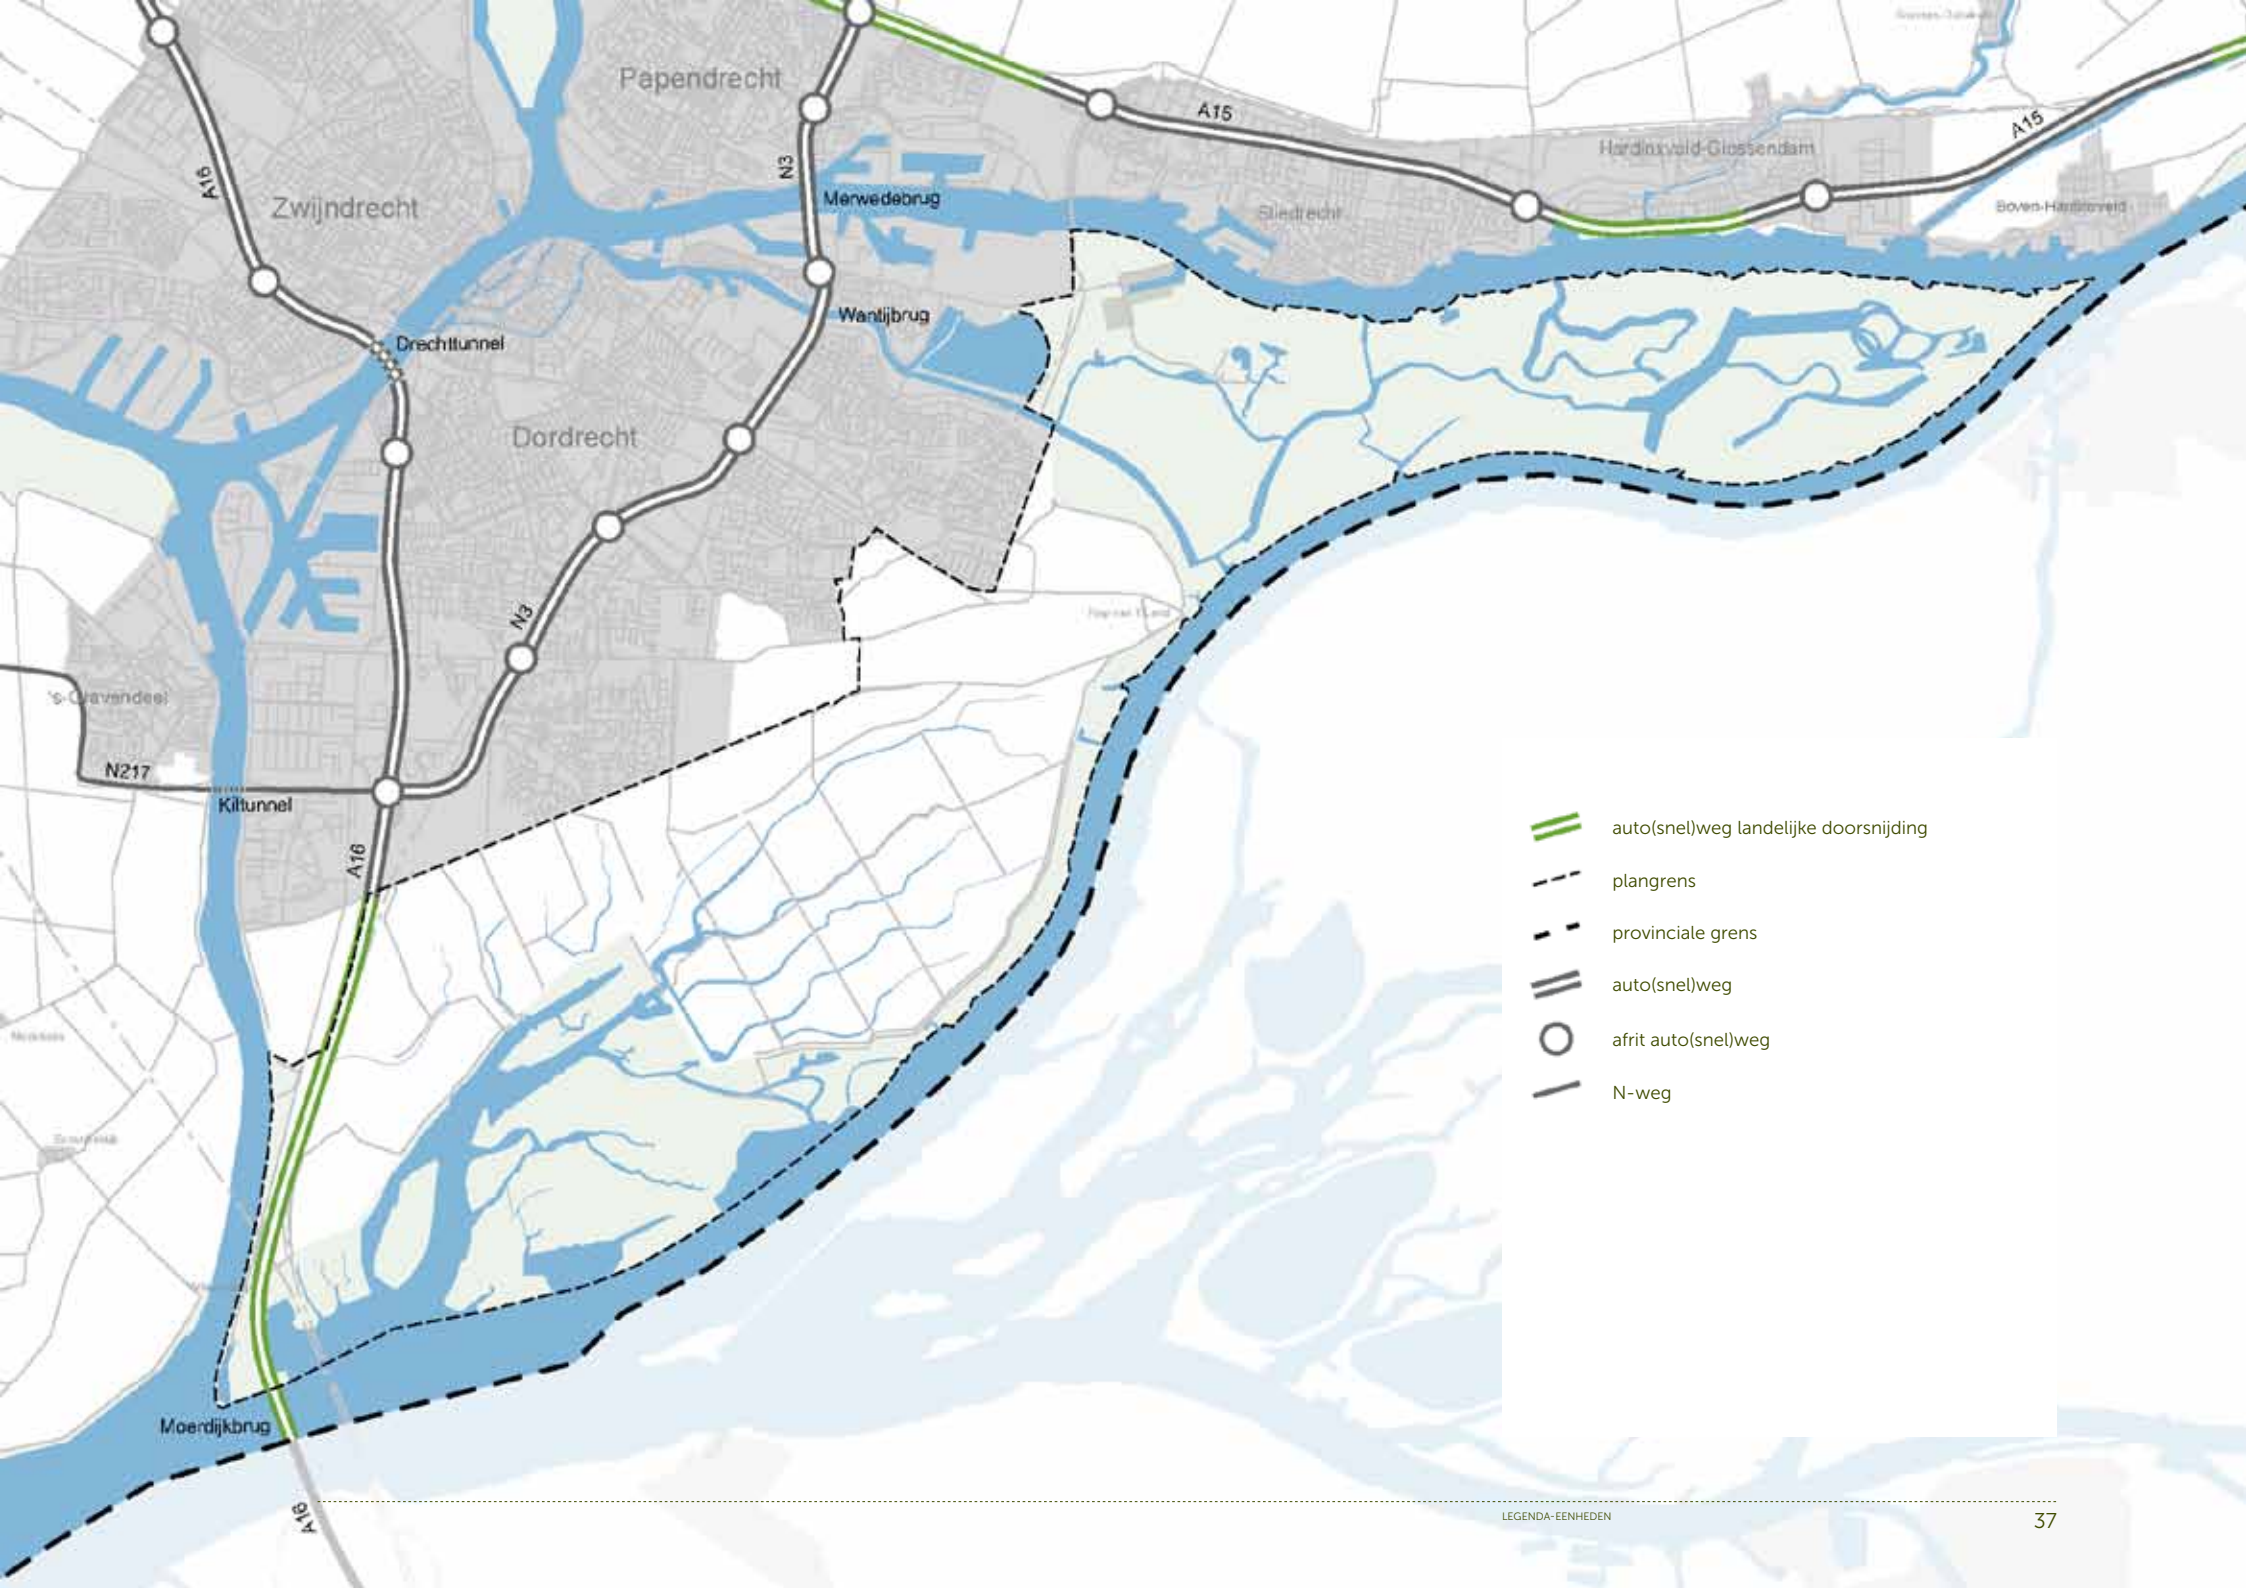 Papendrecht
A15
A15
Hardinxveld-Giessendam
N3
A16
Merwedebrug
Zwijndrecht
Sliedrecht
Boven-Hardinxveld
Wantijbrug
Drechttunnel
Dordrecht
N3
's-Gravendeel
N217
Kiltunnel
auto(snel)weg landelijke doorsnijding
A16
plangrens
provinciale grens
auto(snel)weg
afrit auto(snel)weg
N-weg
Moerdijkbrug
A16
LEGENDA-EENHEDEN
37